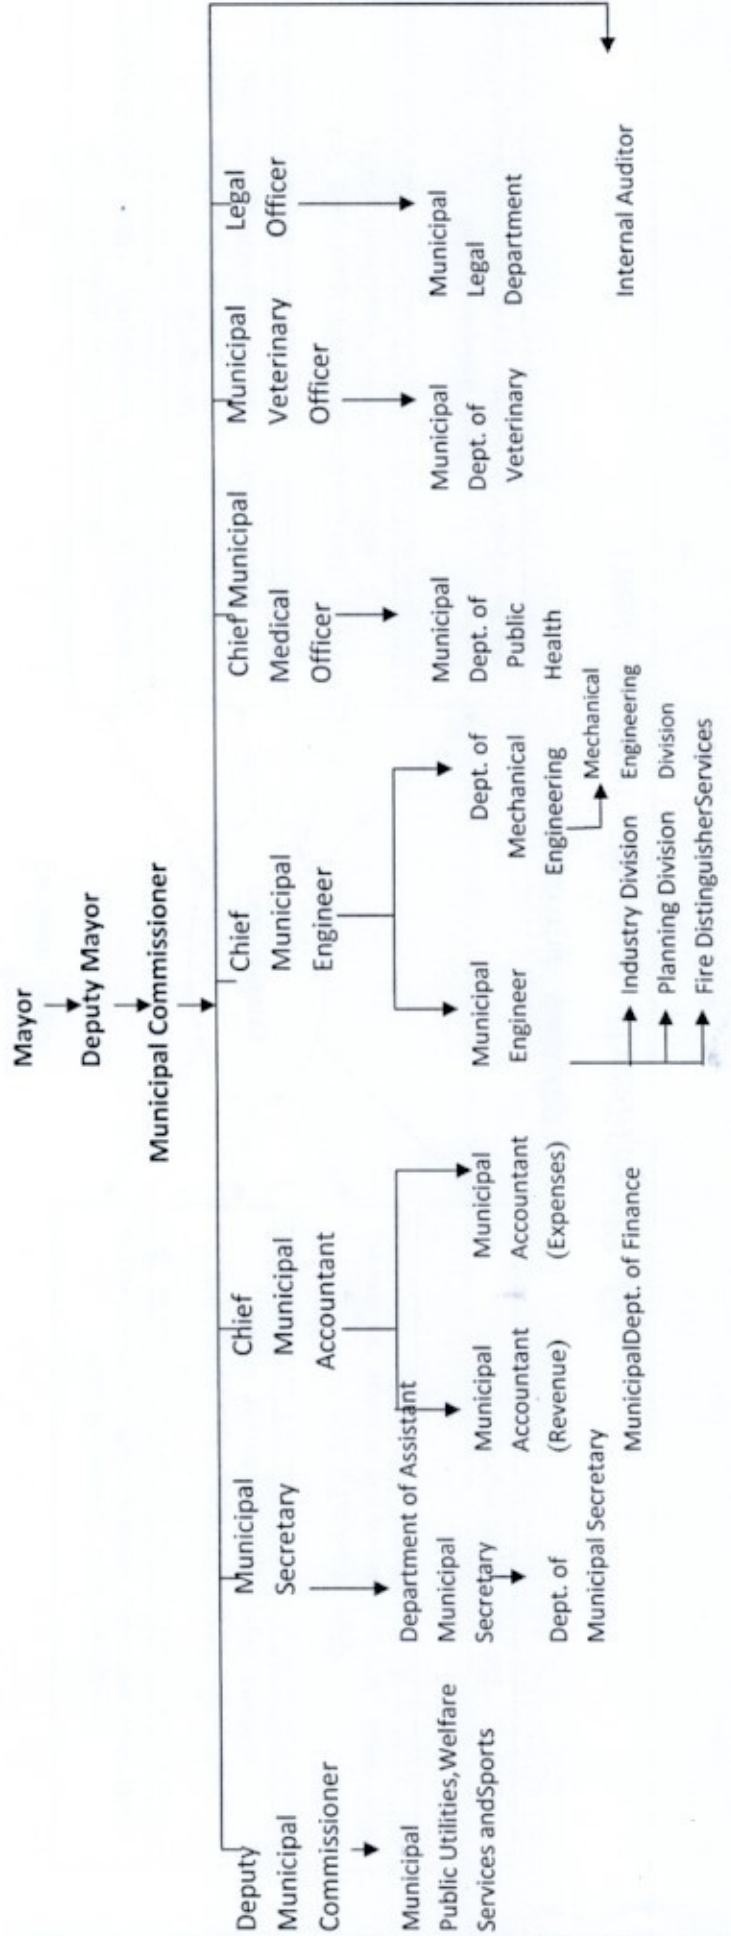 Mayor
Deputy Mayor
Municipal Commissioner
Deputy
Municipal
Commissioner
Municipal
Public Utilities,Welfare
Services andSports
Municipal
Secretary
Department of Assistant
Municipal
Secretary
Dept. of
Municipal Secretary
Chief
Municipal
Accountant
Municipal
Accountant
(Revenue)
Municipal
Accountant
(Expenses)
MunicipalDept. of Finance
Chief
Municipal
Engineer
Municipal
Engineer
Industry Division
Planning Division
Fire DistinguisherServices
Dept. of
Mechanical
Engineering
Mechanical
Engineering
Division
Chief Municipal
Medical
Officer
Municipal
Dept. of
Public
Health
Municipal
Veterinary
Officer
Municipal
Dept. of
Veterinary
Legal
Officer
Municipal
Legal
Department
Internal Auditor